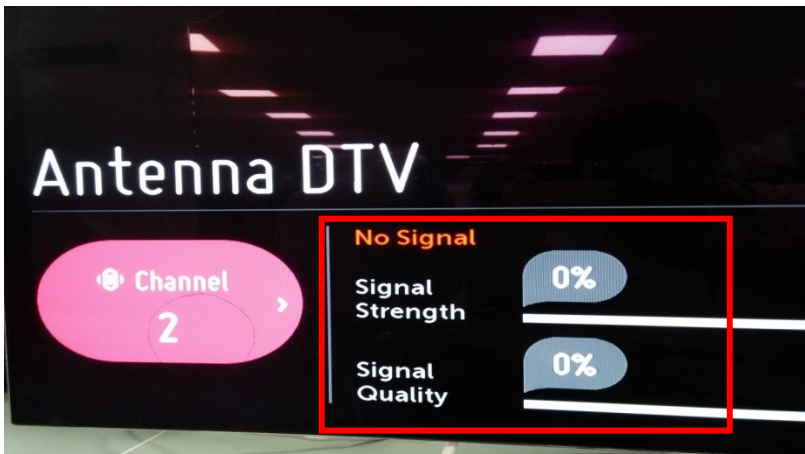 Antenna DTV
Channel
2
No Signal
Signal
Strength
0%
Signal
Quality
0%